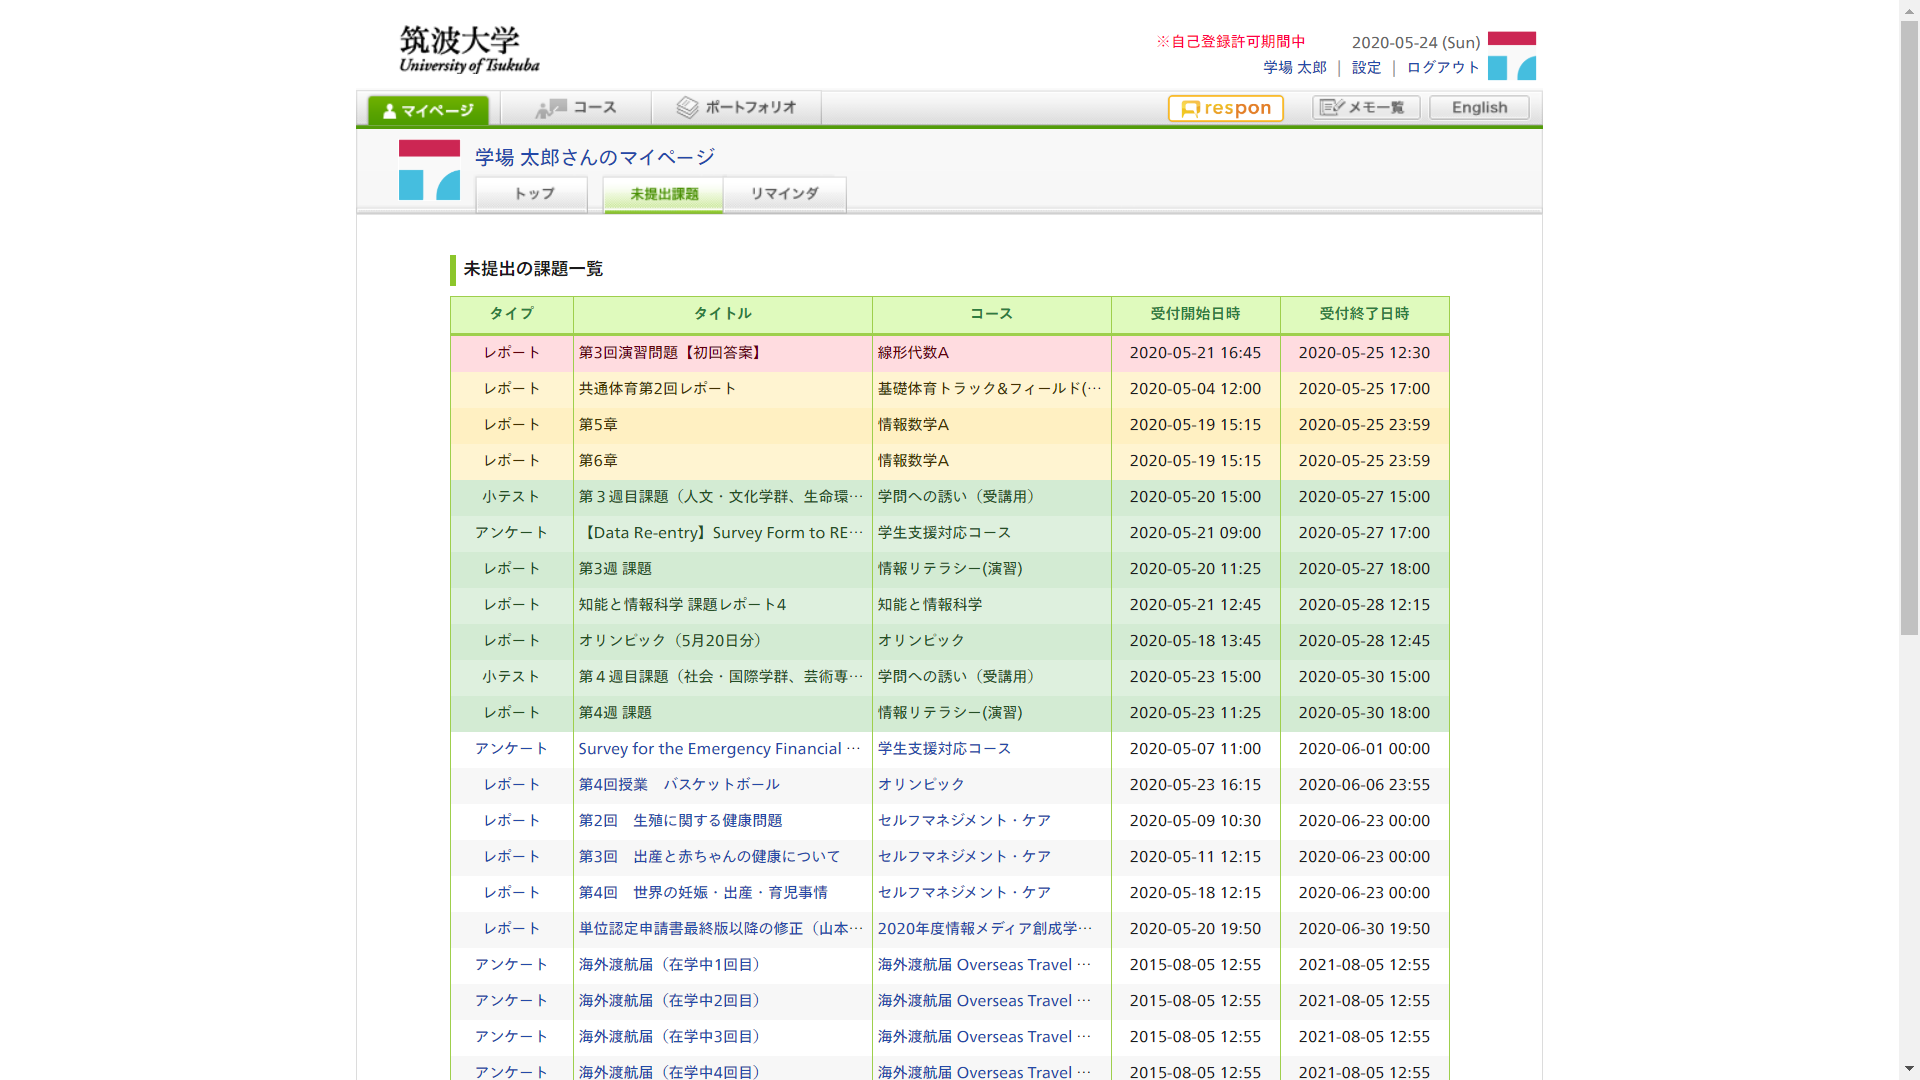 筑波大学
University of Tsukuba
※自己登録許可期間中
2020-05-24 (Sun)
学場 太郎 | 設定 | ログアウト
マイページ コース ポートフォリオ respon メモ一覧 English
学場 太郎さんのマイページ
トップ 未提出課題 リマインダ
未提出の課題一覧
タイプ タイトル コース 受付開始日時 受付終了日時
レポート 第3回演習問題【初回答案】 線形代数A 2020-05-21 16:45 2020-05-25 12:30
レポート 共通体育第2回レポート 基礎体育トラック&フィールド(… 2020-05-04 12:00 2020-05-25 17:00
レポート 第5章 情報数学A 2020-05-19 15:15 2020-05-25 23:59
レポート 第6章 情報数学A 2020-05-19 15:15 2020-05-25 23:59
小テスト 第３週目課題（人文・文化学群、生命環… 学問への誘い（受講用） 2020-05-20 15:00 2020-05-27 15:00
アンケート 【Data Re-entry】Survey Form to RE… 学生支援対応コース 2020-05-21 09:00 2020-05-27 17:00
レポート 第3週 課題 情報リテラシー(演習) 2020-05-20 11:25 2020-05-27 18:00
レポート 知能と情報科学 課題レポート4 知能と情報科学 2020-05-21 12:45 2020-05-28 12:15
レポート オリンピック（5月20日分） オリンピック 2020-05-18 13:45 2020-05-28 12:45
小テスト 第４週目課題（社会・国際学群、芸術専… 学問への誘い（受講用） 2020-05-23 15:00 2020-05-30 15:00
レポート 第4週 課題 情報リテラシー(演習) 2020-05-23 11:25 2020-05-30 18:00
アンケート Survey for the Emergency Financial … 学生支援対応コース 2020-05-07 11:00 2020-06-01 00:00
レポート 第4回授業　バスケットボール オリンピック 2020-05-23 16:15 2020-06-06 23:55
レポート 第2回　生殖に関する健康問題 セルフマネジメント・ケア 2020-05-09 10:30 2020-06-23 00:00
レポート 第3回　出産と赤ちゃんの健康について セルフマネジメント・ケア 2020-05-11 12:15 2020-06-23 00:00
レポート 第4回　世界の妊娠・出産・育児事情 セルフマネジメント・ケア 2020-05-18 12:15 2020-06-23 00:00
レポート 単位認定申請書最終版以降の修正（山本… 2020年度情報メディア創成学… 2020-05-20 19:50 2020-06-30 19:50
アンケート 海外渡航届（在学中1回目） 海外渡航届 Overseas Travel … 2015-08-05 12:55 2021-08-05 12:55
アンケート 海外渡航届（在学中2回目） 海外渡航届 Overseas Travel … 2015-08-05 12:55 2021-08-05 12:55
アンケート 海外渡航届（在学中3回目） 海外渡航届 Overseas Travel … 2015-08-05 12:55 2021-08-05 12:55
アンケート 海外渡航届（在学中4回目） 海外渡航届 Overseas Travel … 2015-08-05 12:55 2021-08-05 12:55